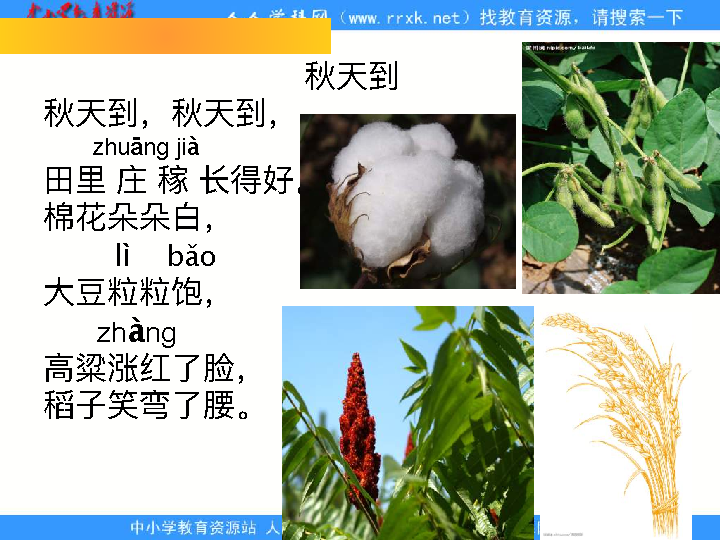 人人学科网（www.rrxk.net）找教育资源，请搜索一下
秋天到
秋天到，秋天到，
zhuāng jià
田里 庄 稼 长得好。
棉花朵朵白，
lì bǎo
大豆粒粒饱，
zhàng
高粱涨红了脸，
稻子笑弯了腰。
中小学教育资源站 人